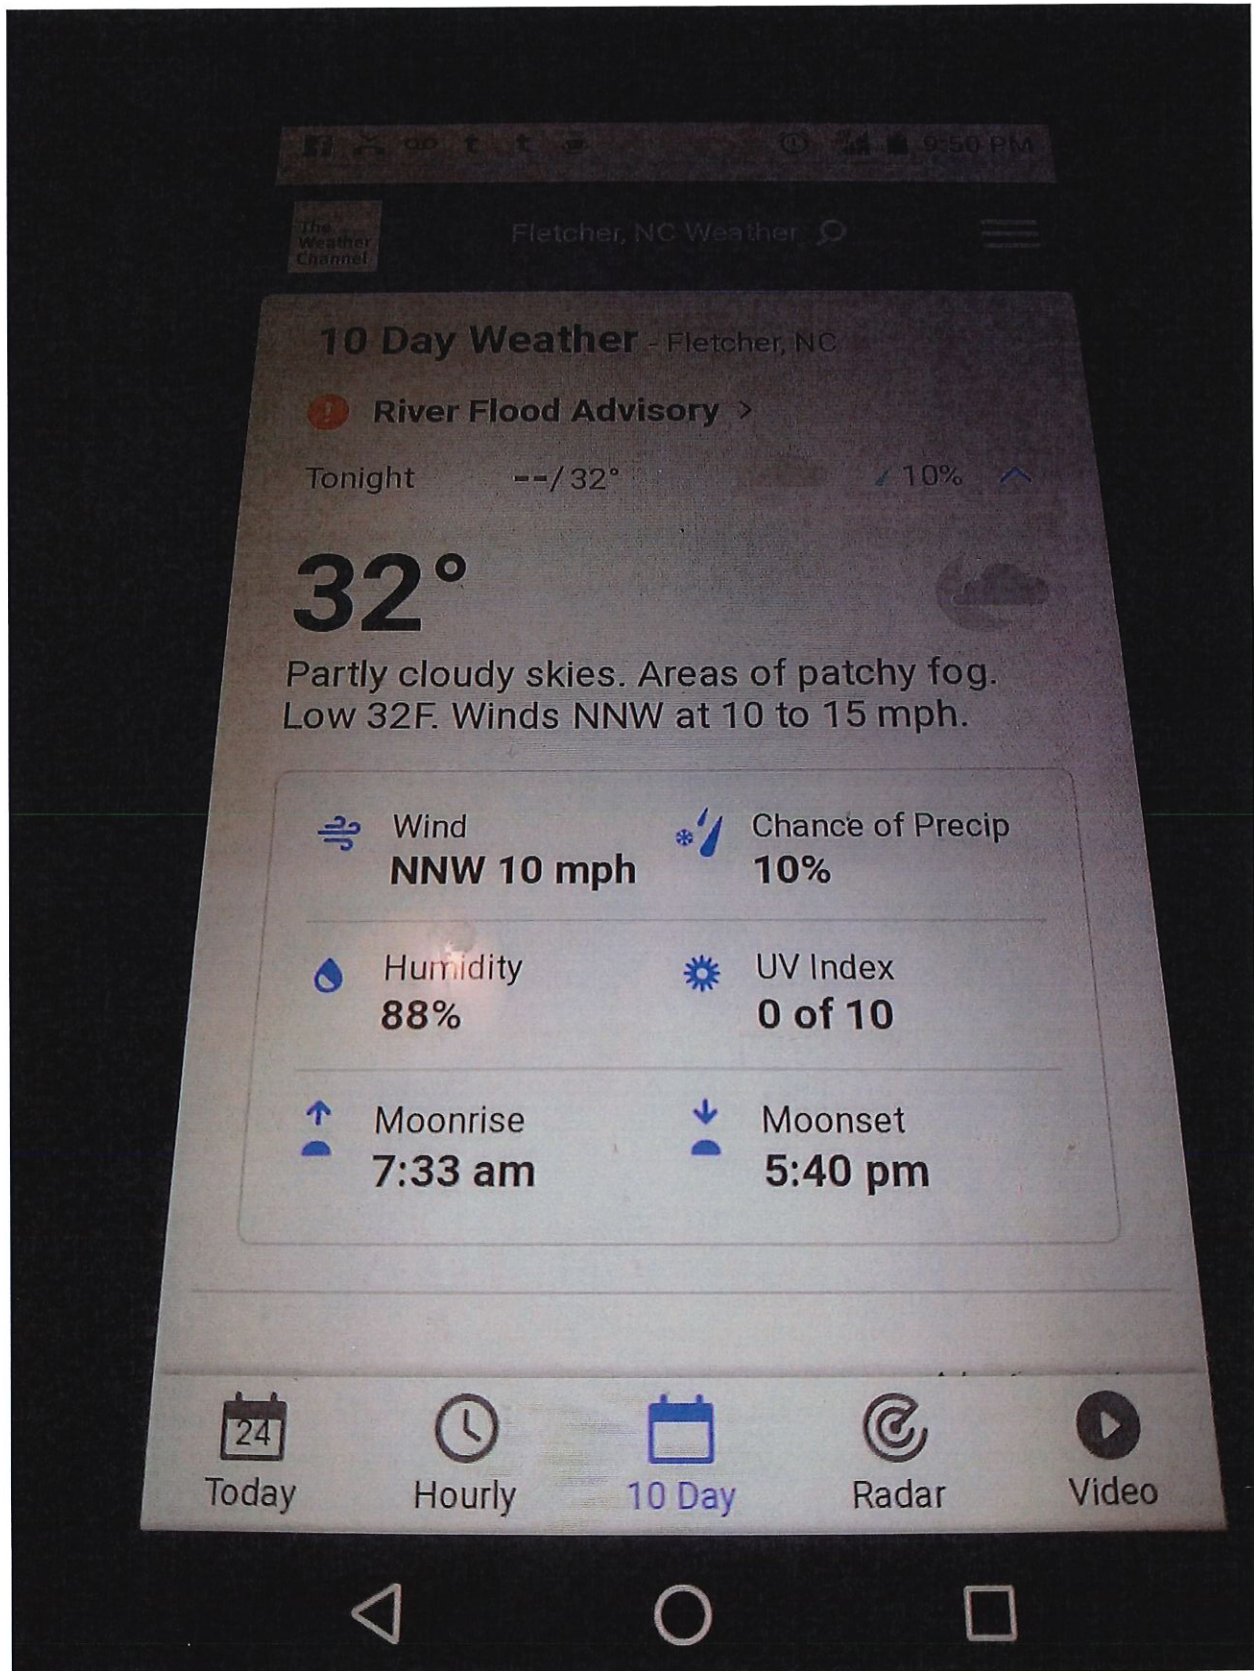 9:50 PM
The Weather Channel
Fletcher, NC Weather
10 Day Weather - Fletcher, NC
River Flood Advisory >
Tonight --/32° 10%
32°
Partly cloudy skies. Areas of patchy fog.
Low 32F. Winds NNW at 10 to 15 mph.
Wind
NNW 10 mph
Chance of Precip
10%
Humidity
88%
UV Index
0 of 10
Moonrise
7:33 am
Moonset
5:40 pm
24
Today
Hourly
10 Day
Radar
Video